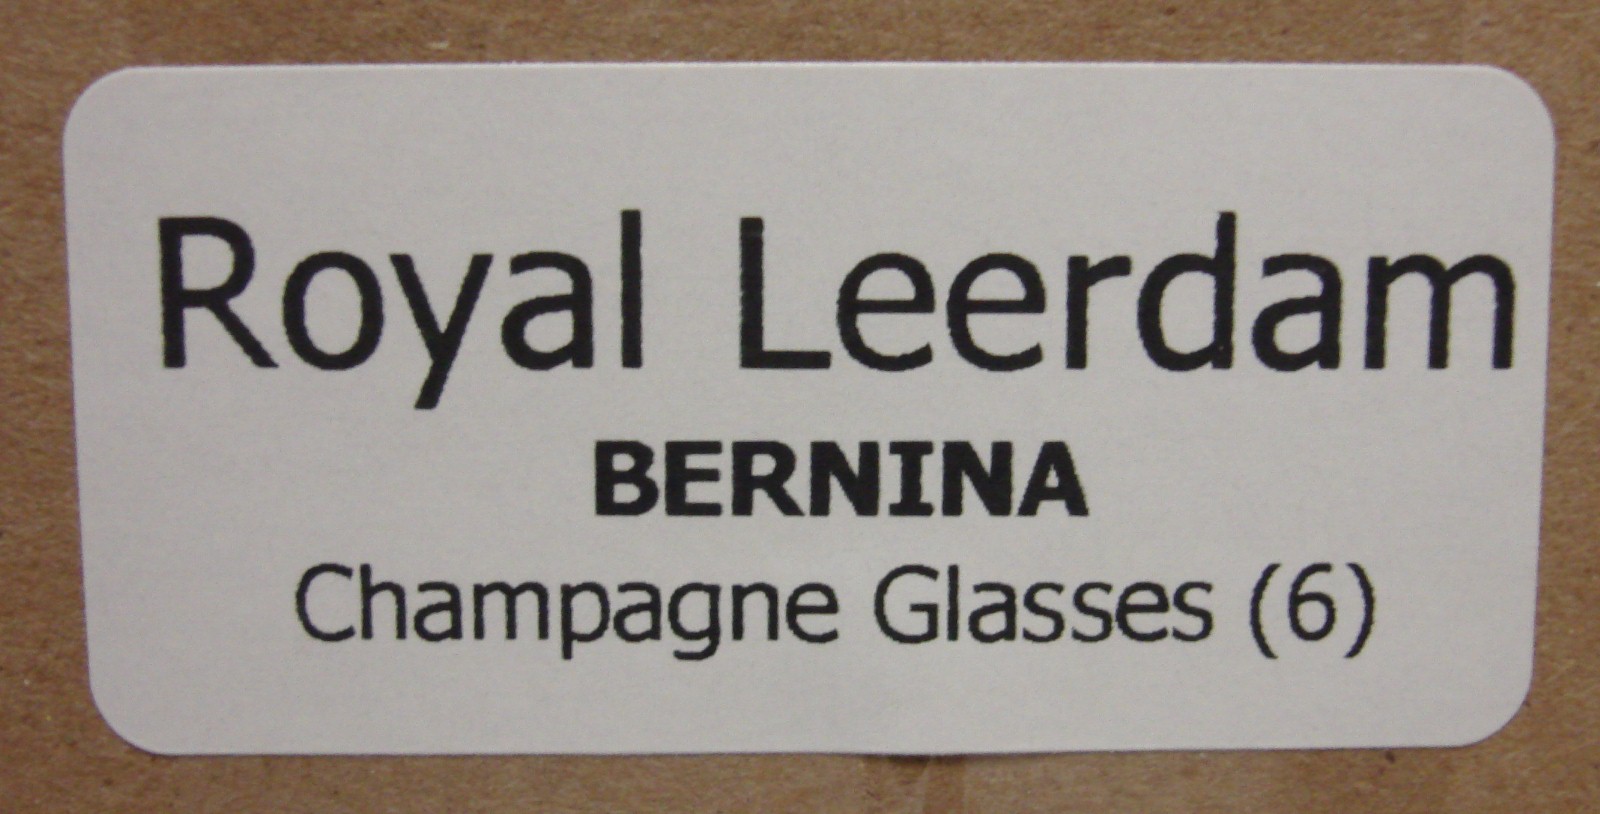 Royal Leerdam
BERNINA
Champagne Glasses (6)